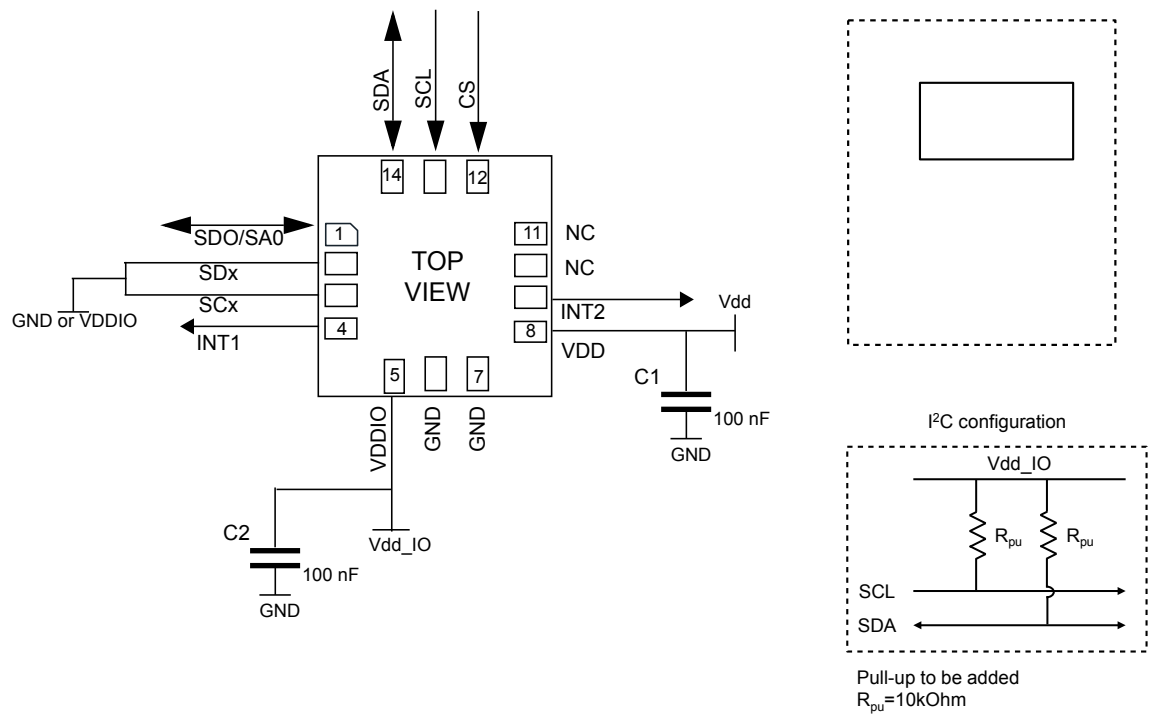 SDA
SCL
CS
14
12
1
11
NC
SDO/SA0
TOP
VIEW
NC
SDx
SCx
GND or VDDIO
INT2
Vdd
INT1
4
8
VDD
5
7
C1
100 nF
GND
VDDIO
GND
GND
C2
100 nF
GND
Vdd_IO
I²C configuration
Vdd_IO
Rpu
Rpu
SCL
SDA
Pull-up to be added
Rpu=10kOhm